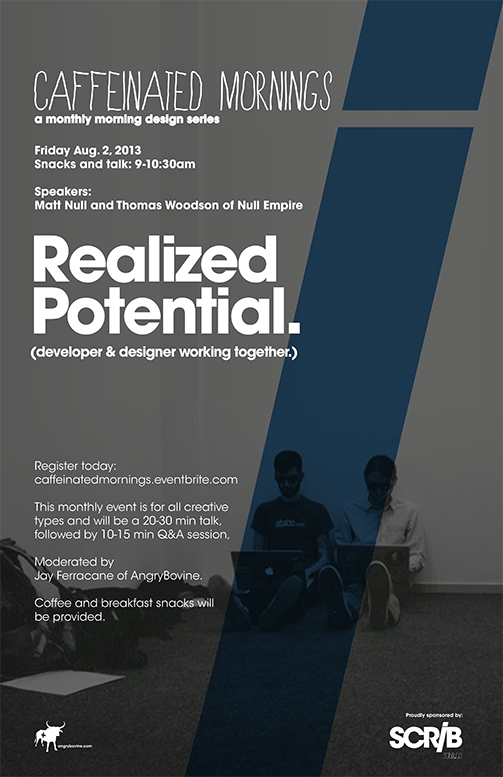 CAFFEINATED MORNINGS
a monthly morning design series
Friday Aug. 2, 2013
Snacks and talk: 9-10:30am
Speakers:
Matt Null and Thomas Woodson of Null Empire
Realized
Potential.
(developer & designer working together.)
Register today:
caffeinatedmornings.eventbrite.com
This monthly event is for all creative
types and will be a 20-30 min talk,
followed by 10-15 min Q&A session,
Moderated by
Jay Ferracane of AngryBovine.
Coffee and breakfast snacks will
be provided.
static
angrybovine.com
Proudly sponsored by:
SCRIB